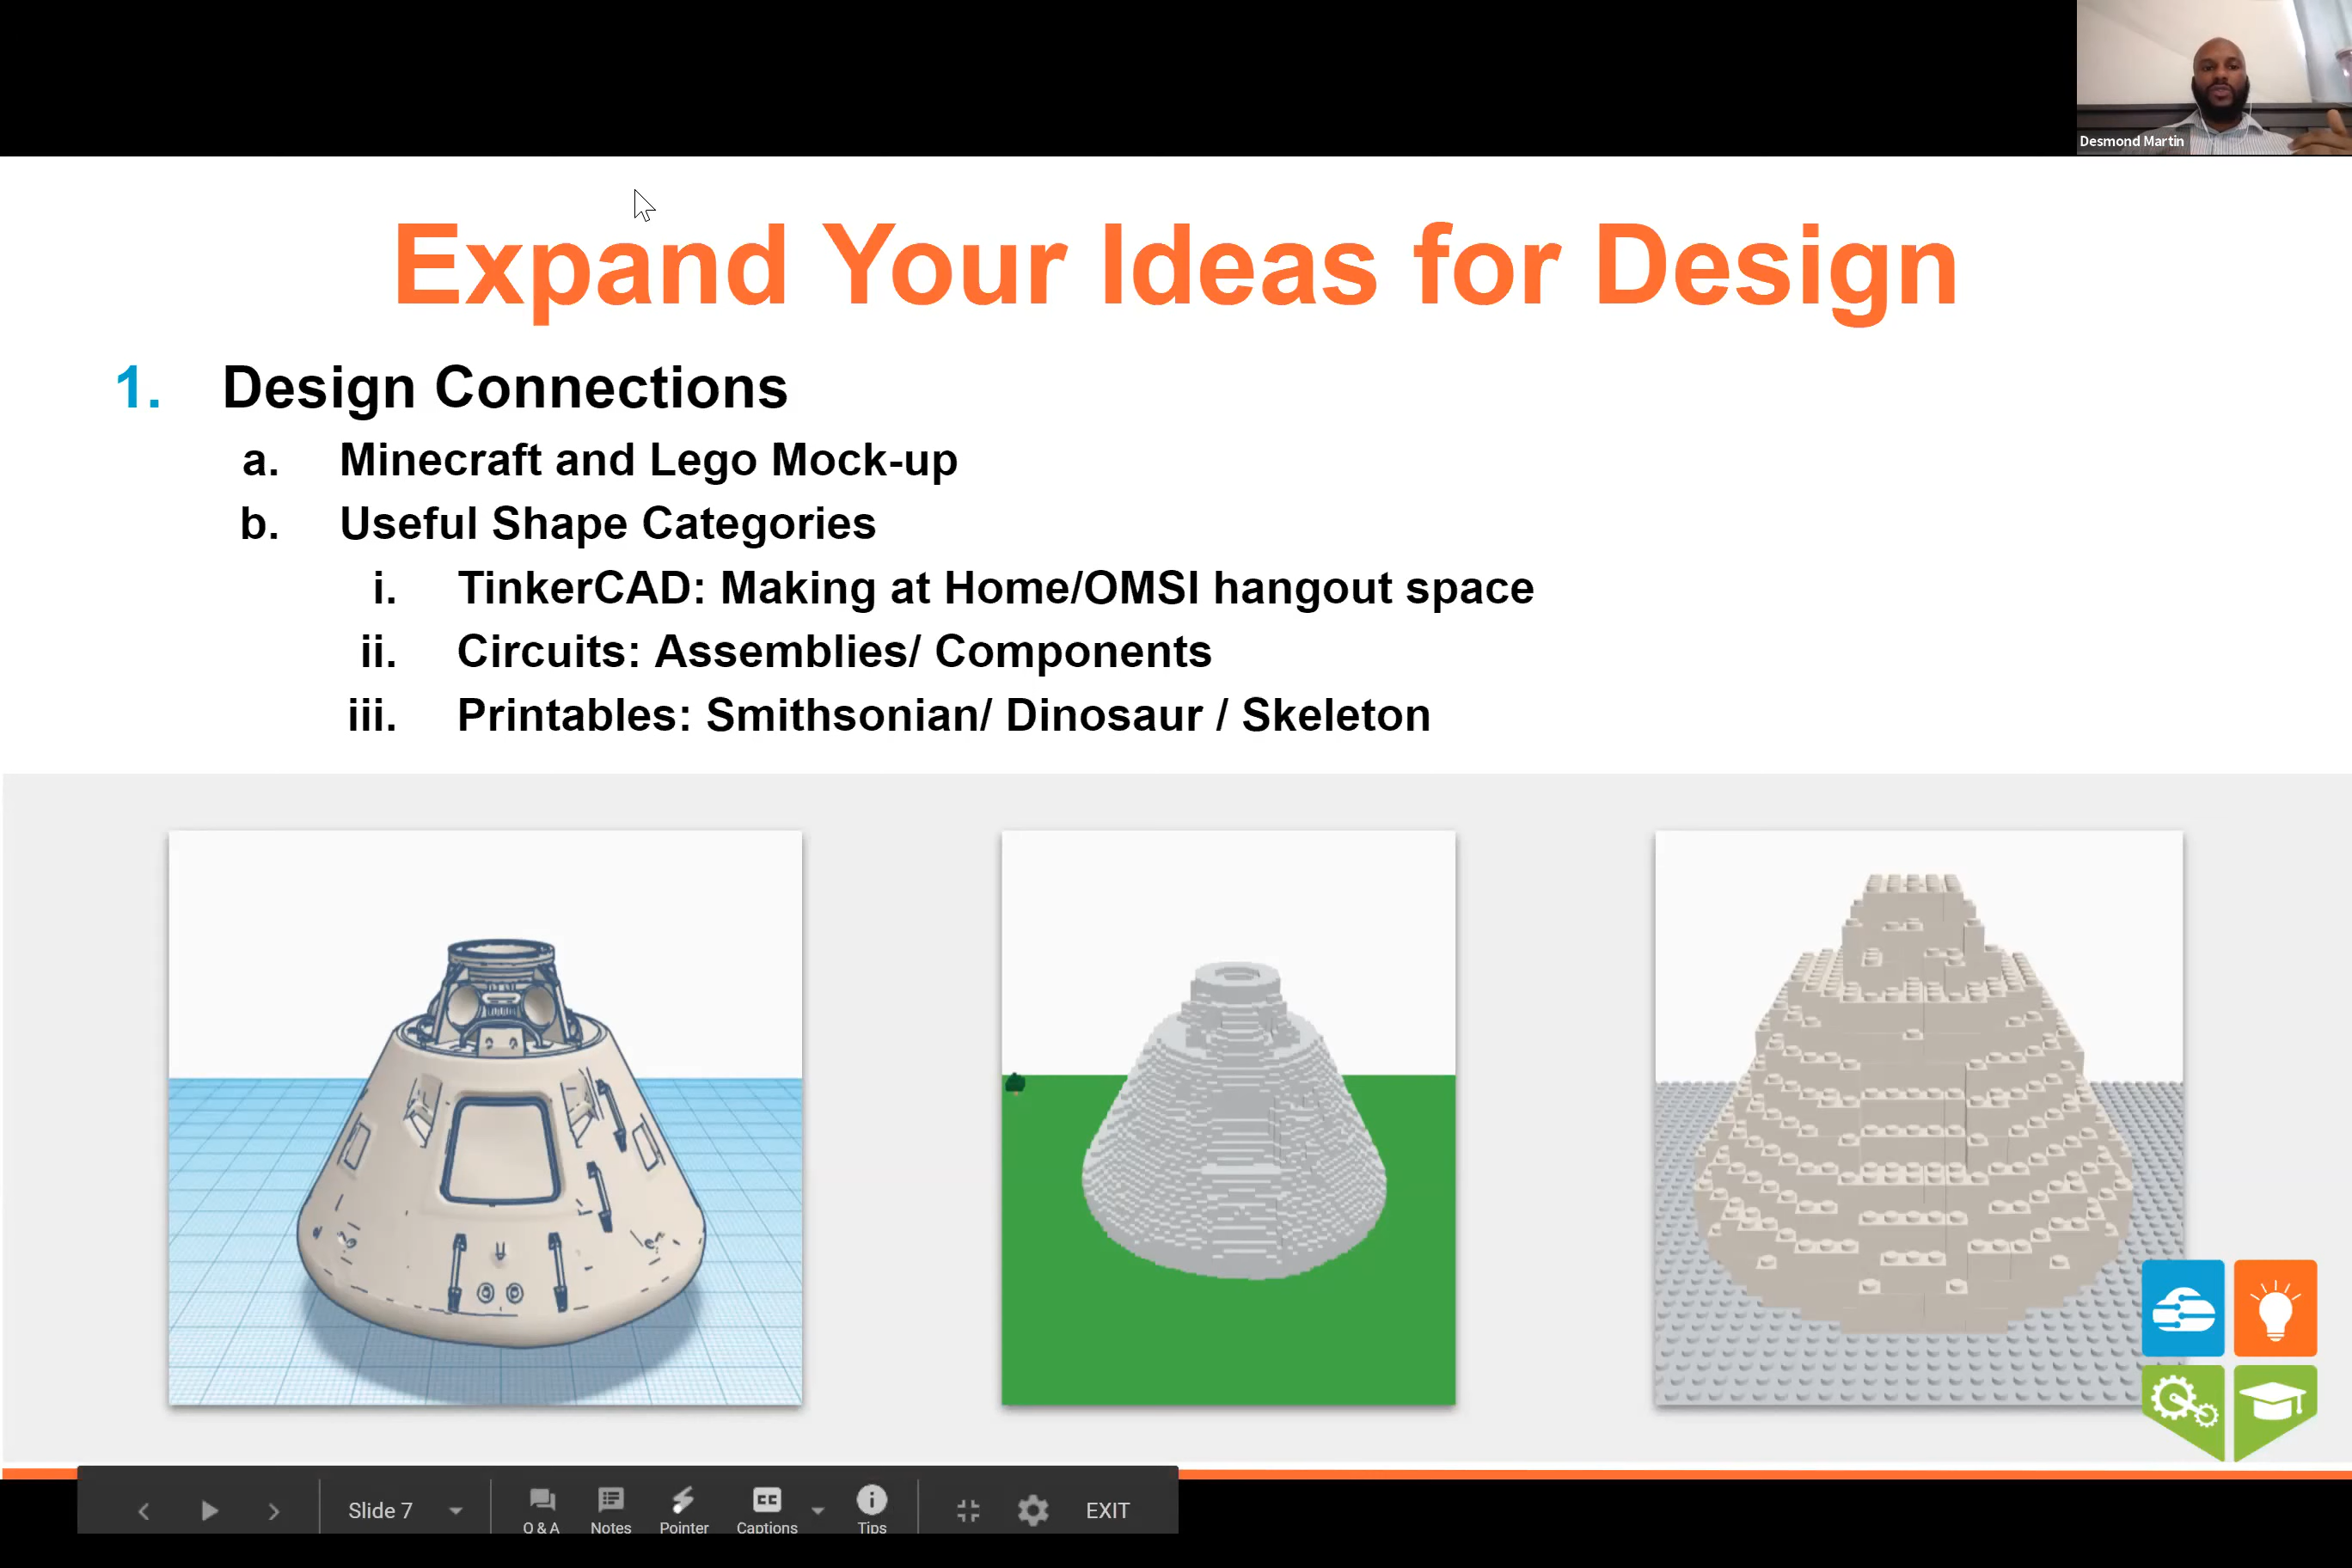 Desmond Martin
Expand Your Ideas for Design
1. Design Connections
a. Minecraft and Lego Mock-up
b. Useful Shape Categories
i. TinkerCAD: Making at Home/OMSI hangout space
ii. Circuits: Assemblies/ Components
iii. Printables: Smithsonian/ Dinosaur / Skeleton
Slide 7
Q & A
Notes
Pointer
CC
Captions
Tips
EXIT